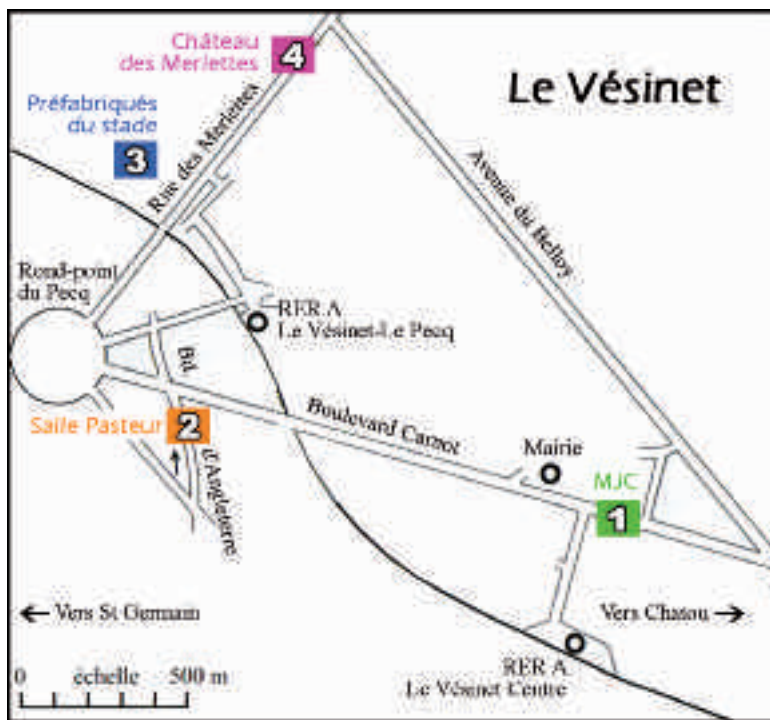 Château
des Merlettes
4
Le Vésinet
Préfabriqués
du stade
3
Rue des Merlettes
Avenue du Belloy
Rond-point
du Pecq
RER A
Le Vésinet-Le Pecq
Bd.
d'Angleterre
Salle Pasteur
2
Boulevard Carnot
Mairie
MJC
1
← Vers St Germain
Vers Chatou →
0 échelle 500 m
RER A
Le Vésinet Centre